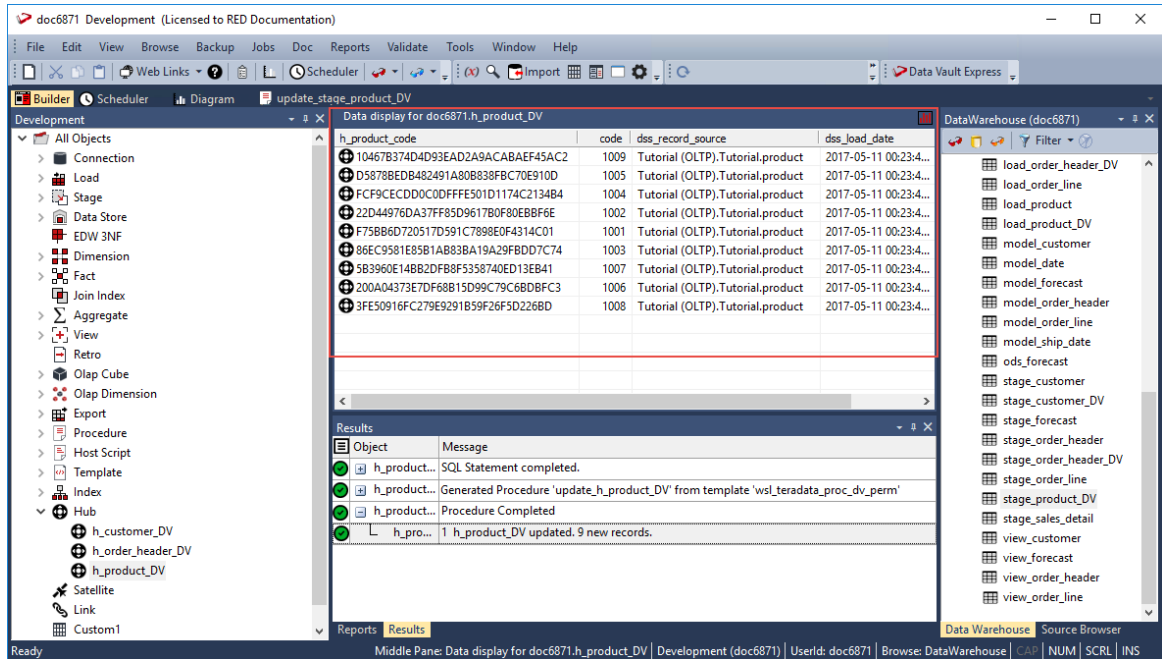 doc6871 Development (Licensed to RED Documentation)
File Edit View Browse Backup Jobs Doc Reports Validate Tools Window Help
Web Links Scheduler Import Data Vault Express
Builder Scheduler Diagram update_stage_product_DV
Development
All Objects
Connection
Load
Stage
Data Store
EDW 3NF
Dimension
Fact
Join Index
Aggregate
View
Retro
Olap Cube
Olap Dimension
Export
Procedure
Host Script
Template
Index
Hub
h_customer_DV
h_order_header_DV
h_product_DV
Satellite
Link
Custom1
Data display for doc6871.h_product_DV
h_product_code code dss_record_source dss_load_date
10467B374D4D93EAD2A9ACABAEF45AC2 1009 Tutorial (OLTP).Tutorial.product 2017-05-11 00:23:4...
D5878BEDB482491A80B838FBC70E910D 1005 Tutorial (OLTP).Tutorial.product 2017-05-11 00:23:4...
FCF9CECDD0C0DFFFE501D1174C2134B4 1004 Tutorial (OLTP).Tutorial.product 2017-05-11 00:23:4...
22D44976DA37FF85D9617B0F80EBBF6E 1002 Tutorial (OLTP).Tutorial.product 2017-05-11 00:23:4...
F75BB6D720517D591C7898E0F4314C01 1001 Tutorial (OLTP).Tutorial.product 2017-05-11 00:23:4...
86EC9581E85B1AB83BA19A29FBDD7C74 1003 Tutorial (OLTP).Tutorial.product 2017-05-11 00:23:4...
5B3960E14BB2DFB8F5358740ED13EB41 1007 Tutorial (OLTP).Tutorial.product 2017-05-11 00:23:4...
200A04373E7DF68B15D99C79C6BDBFC3 1006 Tutorial (OLTP).Tutorial.product 2017-05-11 00:23:4...
3FE50916FC279E9291B59F26F5D226BD 1008 Tutorial (OLTP).Tutorial.product 2017-05-11 00:23:4...
Results
Object Message
h_product... SQL Statement completed.
h_product... Generated Procedure 'update_h_product_DV' from template 'wsl_teradata_proc_dv_perm'
h_product... Procedure Completed
h_pro... 1 h_product_DV updated. 9 new records.
Reports Results
DataWarehouse (doc6871)
Filter
load_order_header_DV
load_order_line
load_product
load_product_DV
model_customer
model_date
model_forecast
model_order_header
model_order_line
model_ship_date
ods_forecast
stage_customer
stage_customer_DV
stage_forecast
stage_order_header
stage_order_header_DV
stage_order_line
stage_product_DV
stage_sales_detail
view_customer
view_forecast
view_order_header
view_order_line
Data Warehouse Source Browser
Ready Middle Pane: Data display for doc6871.h_product_DV Development (doc6871) UserId: doc6871 Browse: DataWarehouse CAP NUM SCRL INS